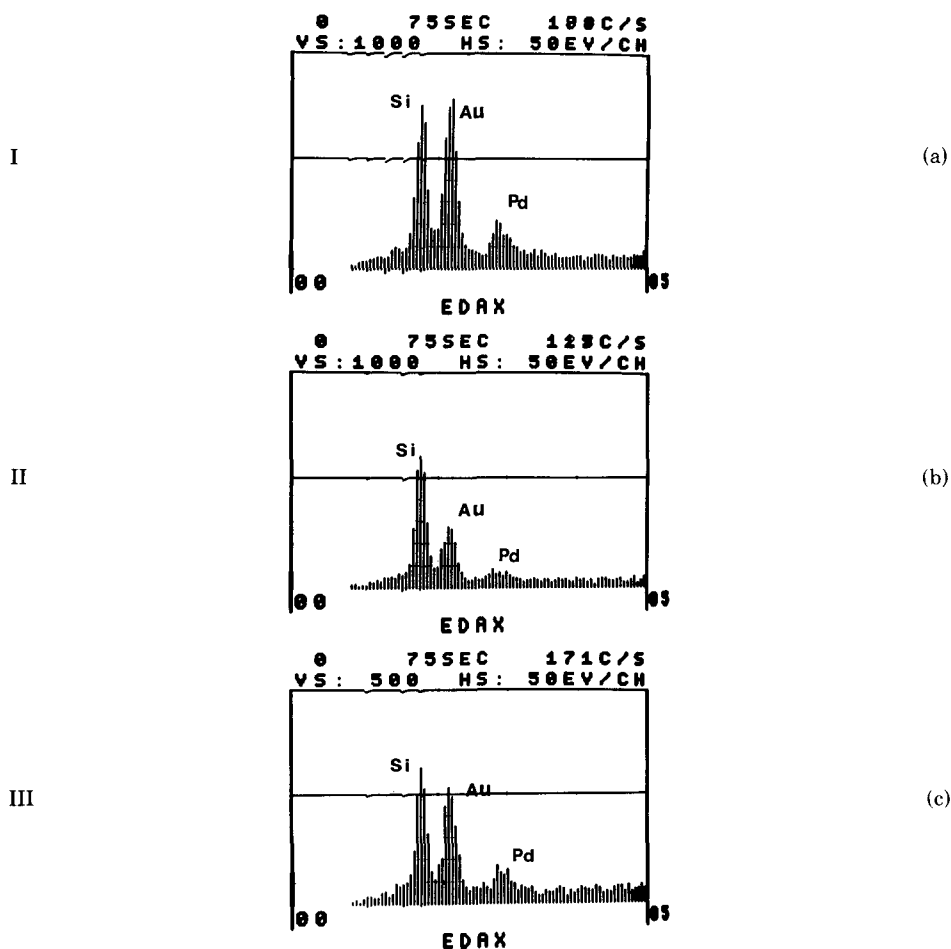 0 75SEC C/S
VS:1000 HS: 50EV/CH
Si
Au
I
(a)
Pd
00 05
EDAX
0 75SEC C/S
VS:1000 HS: 50EV/CH
Si
II
(b)
Au
Pd
00 05
EDAX
0 75SEC 171C/S
VS: 500 HS: 50EV/CH
Si
Au
III
(c)
Pd
00 05
EDAX